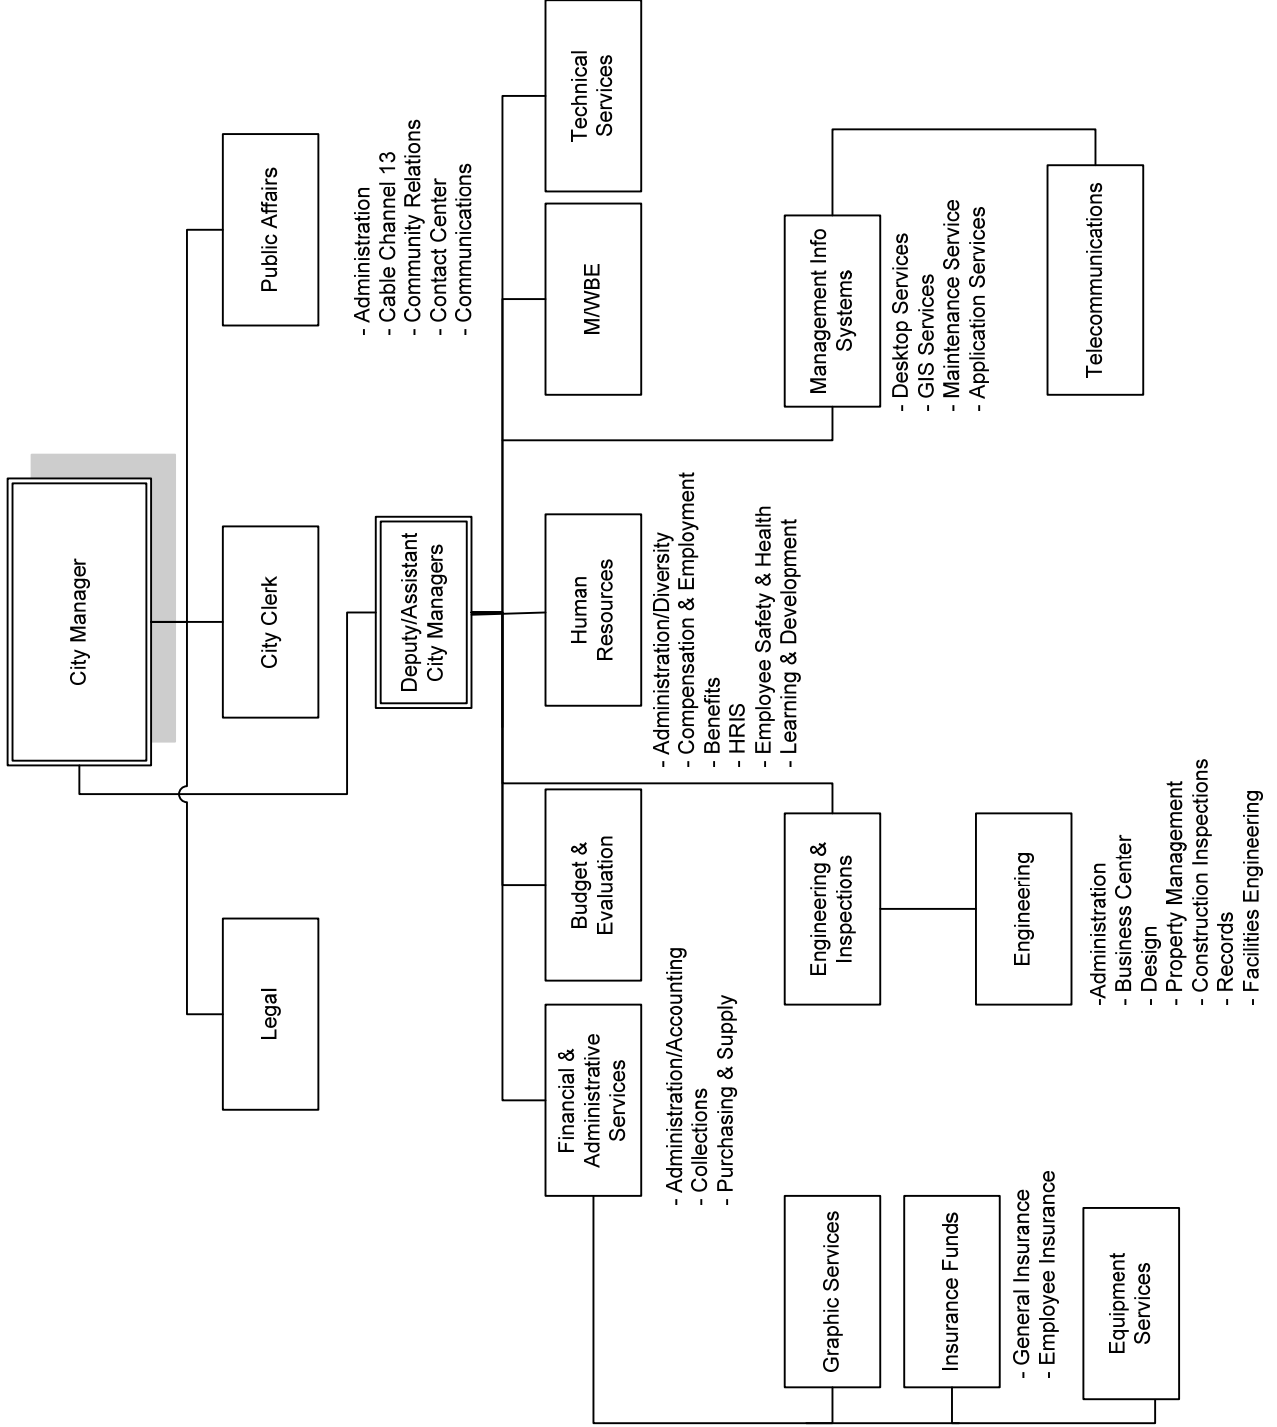 City Manager
Legal
City Clerk
Public Affairs
- Administration
- Cable Channel 13
- Community Relations
- Contact Center
- Communications
Deputy/Assistant
City Managers
Financial &
Administrative
Services
- Administration/Accounting
- Collections
- Purchasing & Supply
Budget &
Evaluation
Human
Resources
- Administration/Diversity
- Compensation & Employment
- Benefits
- HRIS
- Employee Safety & Health
- Learning & Development
M/WBE
Technical
Services
Graphic Services
Insurance Funds
- General Insurance
- Employee Insurance
Equipment
Services
Engineering &
Inspections
Engineering
-Administration
- Business Center
- Design
- Property Management
- Construction Inspections
- Records
- Facilities Engineering
Management Info
Systems
- Desktop Services
- GIS Services
- Maintenance Service
- Application Services
Telecommunications